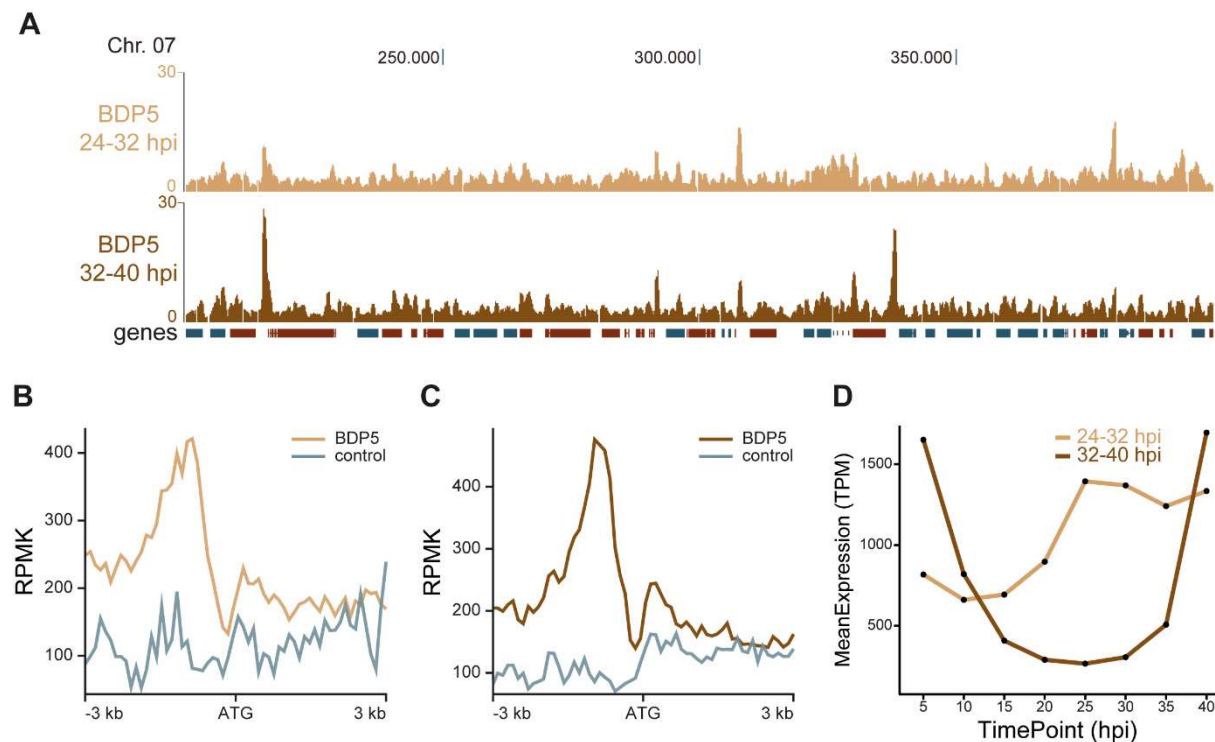 A
Chr. 07
250.000
300.000
350.000
30
BDP5
24-32 hpi
0
30
BDP5
32-40 hpi
0
genes
B
400
300
200
100
RPMK
BDP5
control
-3 kb
ATG
3 kb
C
400
300
200
100
RPMK
BDP5
control
-3 kb
ATG
3 kb
D
1500
1000
500
MeanExpression (TPM)
24-32 hpi
32-40 hpi
5 10 15 20 25 30 35 40
TimePoint (hpi)